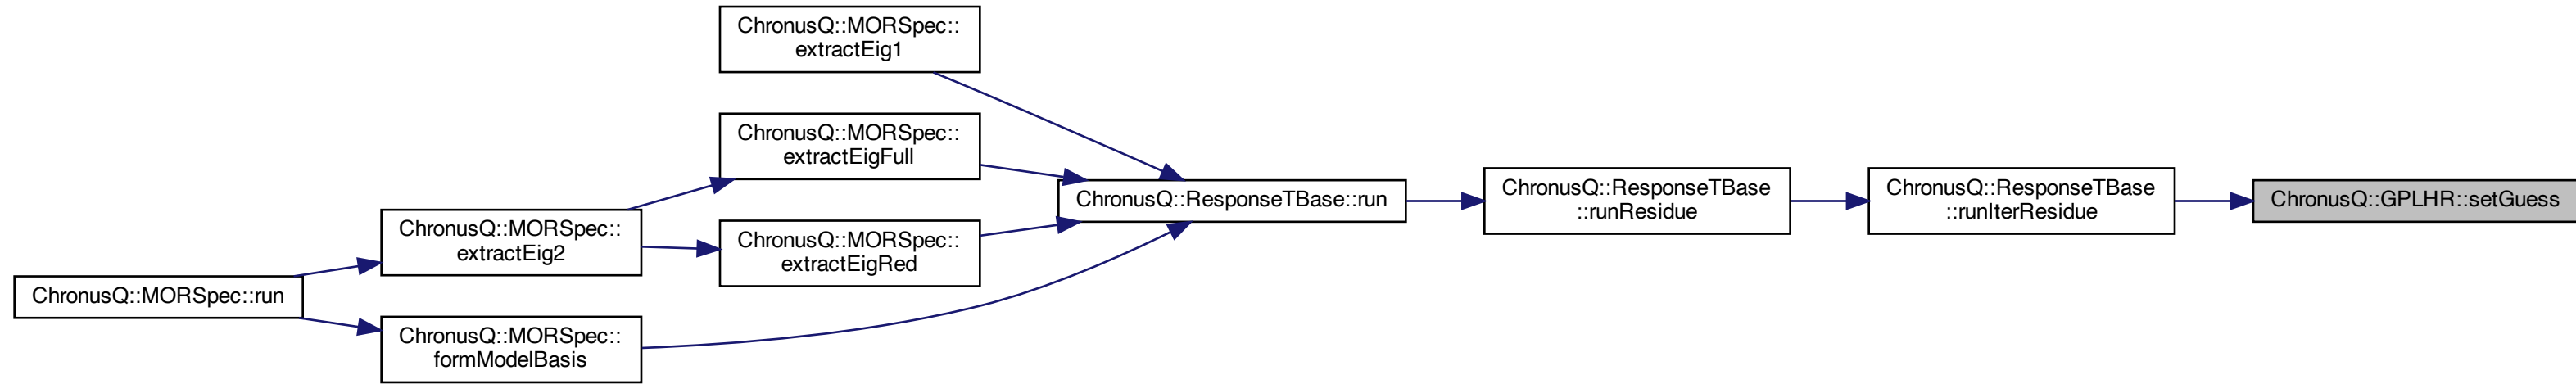 ChronusQ::MORSpec::
extractEig1
ChronusQ::MORSpec::
extractEigFull
ChronusQ::MORSpec::
extractEig2
ChronusQ::MORSpec::
extractEigRed
ChronusQ::MORSpec::run
ChronusQ::MORSpec::
formModelBasis
ChronusQ::ResponseTBase::run
ChronusQ::ResponseTBase
::runResidue
ChronusQ::ResponseTBase
::runIterResidue
ChronusQ::GPLHR::setGuess